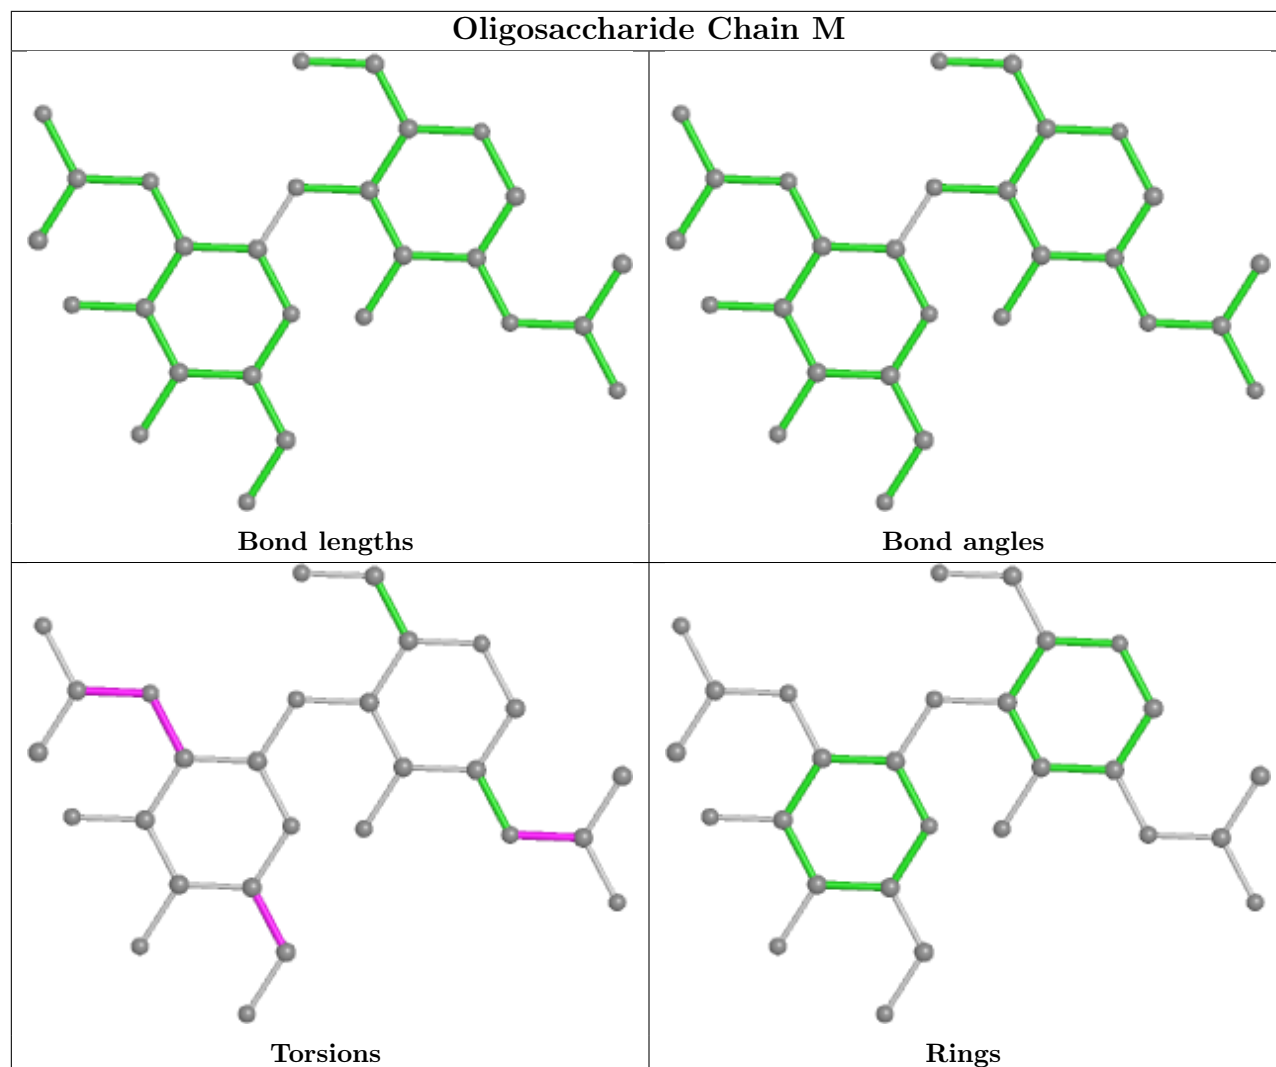 Oligosaccharide Chain M
Bond lengths
Bond angles
Torsions
Rings